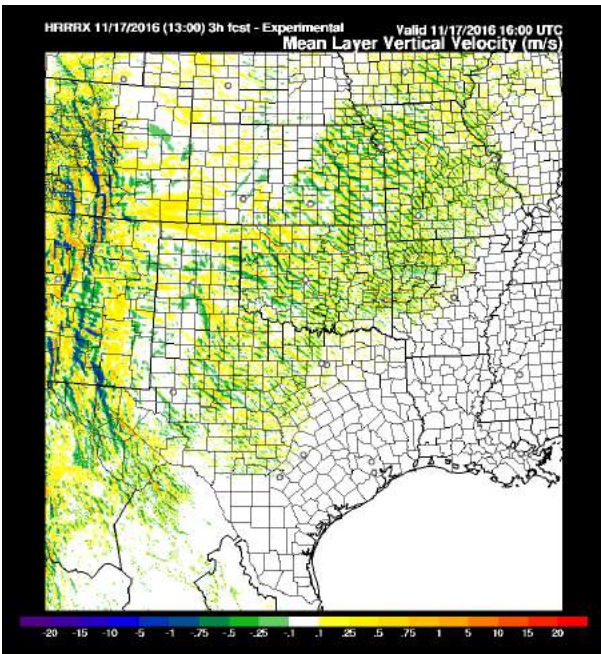 HRRRX 11/17/2016 (13:00) 3h fcst - Experimental
Valid 11/17/2016 16:00 UTC
Mean Layer Vertical Velocity (m/s)
-20 -15 -10 -5 -1 -.75 -.5 -.25 -.1 .1 .25 .5 .75 1 5 10 15 20